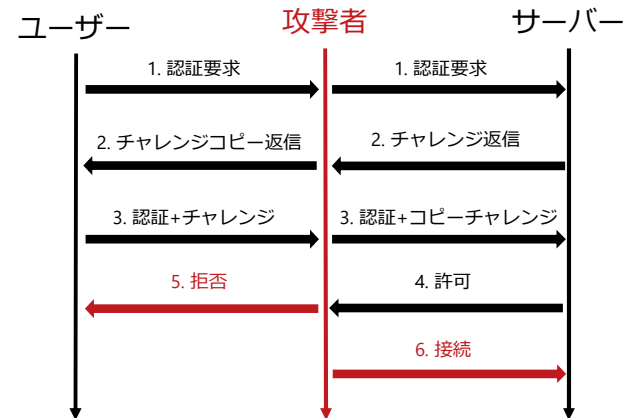 ユーザー
攻撃者
サーバー
1. 認証要求
1. 認証要求
2. チャレンジコピー返信
2. チャレンジ返信
3. 認証+チャレンジ
3. 認証+コピーチャレンジ
5. 拒否
4. 許可
6. 接続